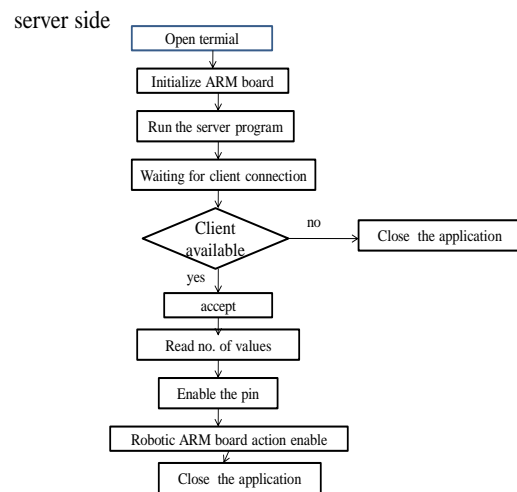 server side
Open termial
Initialize ARM board
Run the server program
Waiting for client connection
Client
available
no
Close the application
yes
accept
Read no. of values
Enable the pin
Robotic ARM board action enable
Close the application